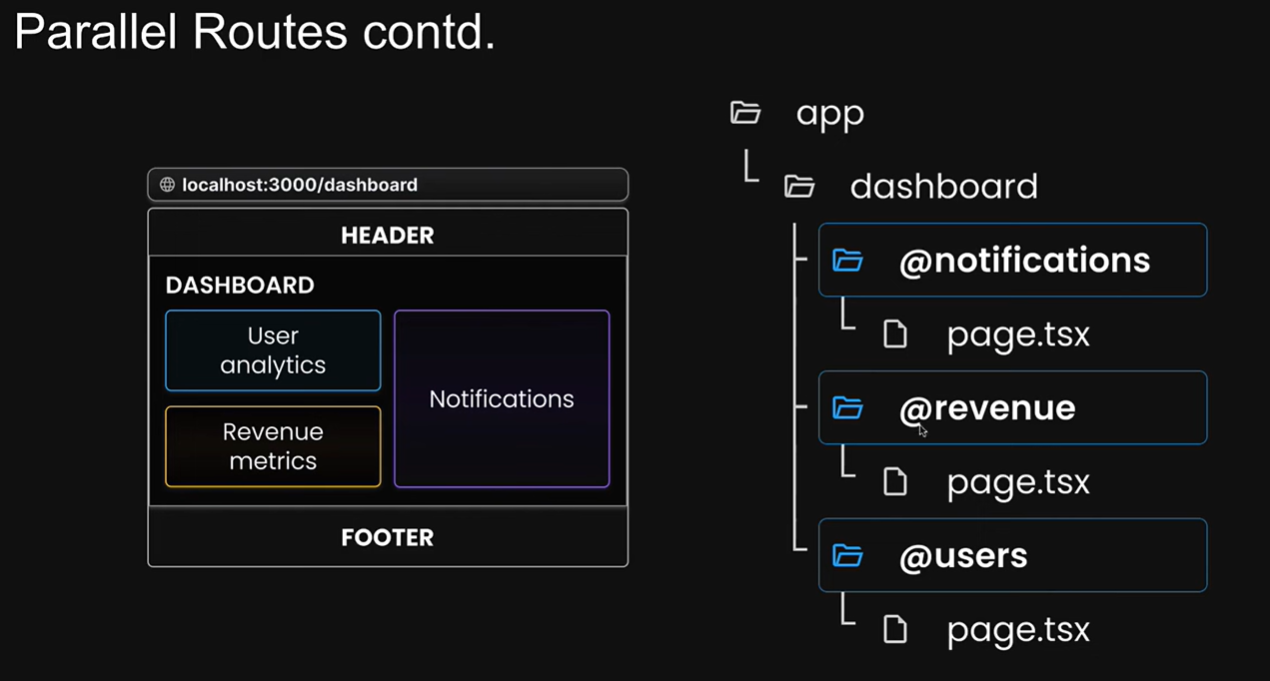 Parallel Routes contd.
localhost:3000/dashboard
HEADER
DASHBOARD
User
analytics
Revenue
metrics
Notifications
FOOTER
app
dashboard
@notifications
page.tsx
@revenue
page.tsx
@users
page.tsx